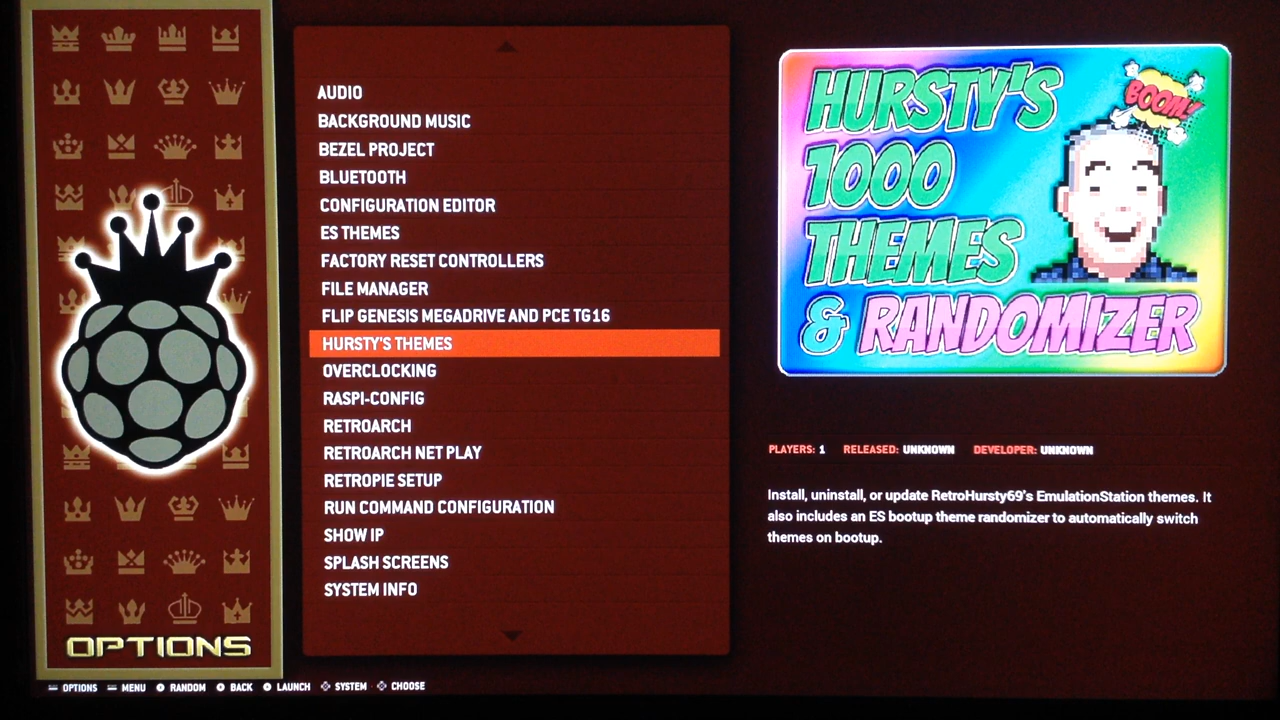 AUDIO
BACKGROUND MUSIC
BEZEL PROJECT
BLUETOOTH
CONFIGURATION EDITOR
ES THEMES
FACTORY RESET CONTROLLERS
FILE MANAGER
FLIP GENESIS MEGADRIVE AND PCE TG16
HURSTY'S THEMES
OVERCLOCKING
RASPI-CONFIG
RETROARCH
RETROARCH NET PLAY
RETROPIE SETUP
RUN COMMAND CONFIGURATION
SHOW IP
SPLASH SCREENS
SYSTEM INFO
HURSTY'S
BOOM!
1000
THEMES
& RANDOMIZER
PLAYERS: 1 RELEASED: UNKNOWN DEVELOPER: UNKNOWN
Install, uninstall, or update RetroHursty69's EmulationStation themes. It
also includes an ES bootup theme randomizer to automatically switch
themes on bootup.
OPTIONS
OPTIONS MENU RANDOM BACK LAUNCH SYSTEM CHOOSE